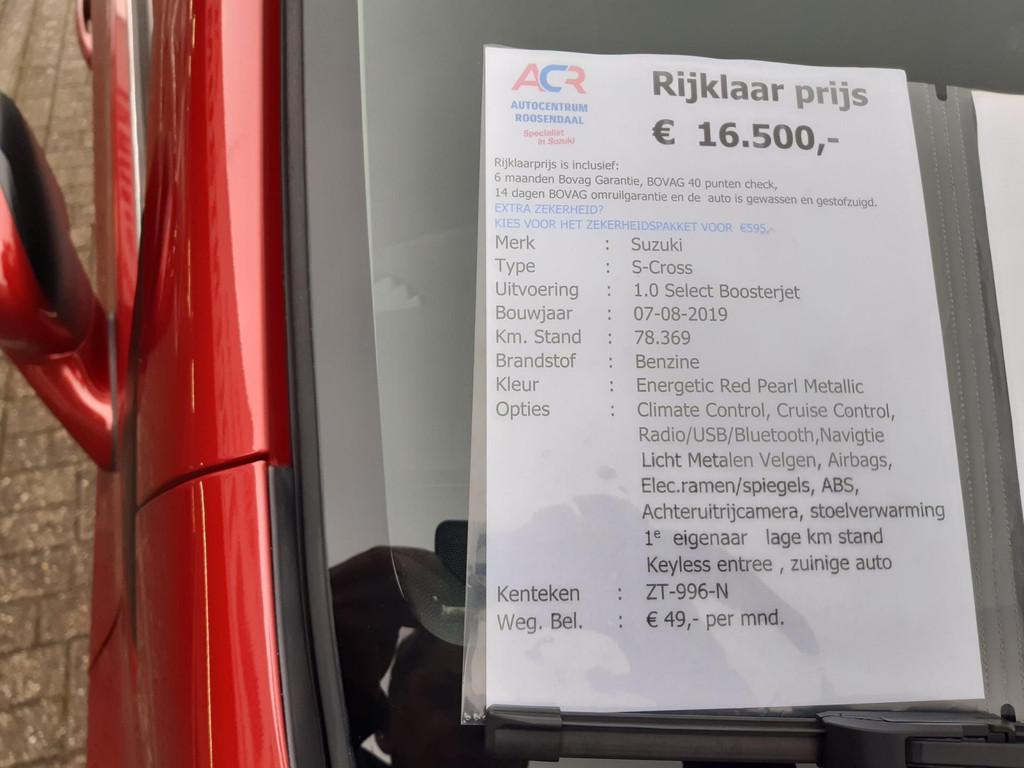 ACR
AUTOCENTRUM
ROOSENDAAL
Specialist
in Suzuki
Rijklaar prijs
€ 16.500,-
Rijklaarprijs is inclusief:
6 maanden Bovag Garantie, BOVAG 40 punten check,
14 dagen BOVAG omruilgarantie en de auto is gewassen en gestofzuigd.
EXTRA ZEKERHEID?
KIES VOOR HET ZEKERHEIDSPAKKET VOOR €595,-
Merk : Suzuki
Type : S-Cross
Uitvoering : 1.0 Select Boosterjet
Bouwjaar : 07-08-2019
Km. Stand : 78.369
Brandstof : Benzine
Kleur : Energetic Red Pearl Metallic
Opties : Climate Control, Cruise Control,
Radio/USB/Bluetooth,Navigtie
Licht Metalen Velgen, Airbags,
Elec.ramen/spiegels, ABS,
Achteruitrijcamera, stoelverwarming
1e eigenaar lage km stand
Keyless entree , zuinige auto
Kenteken : ZT-996-N
Weg. Bel. : € 49,- per mnd.